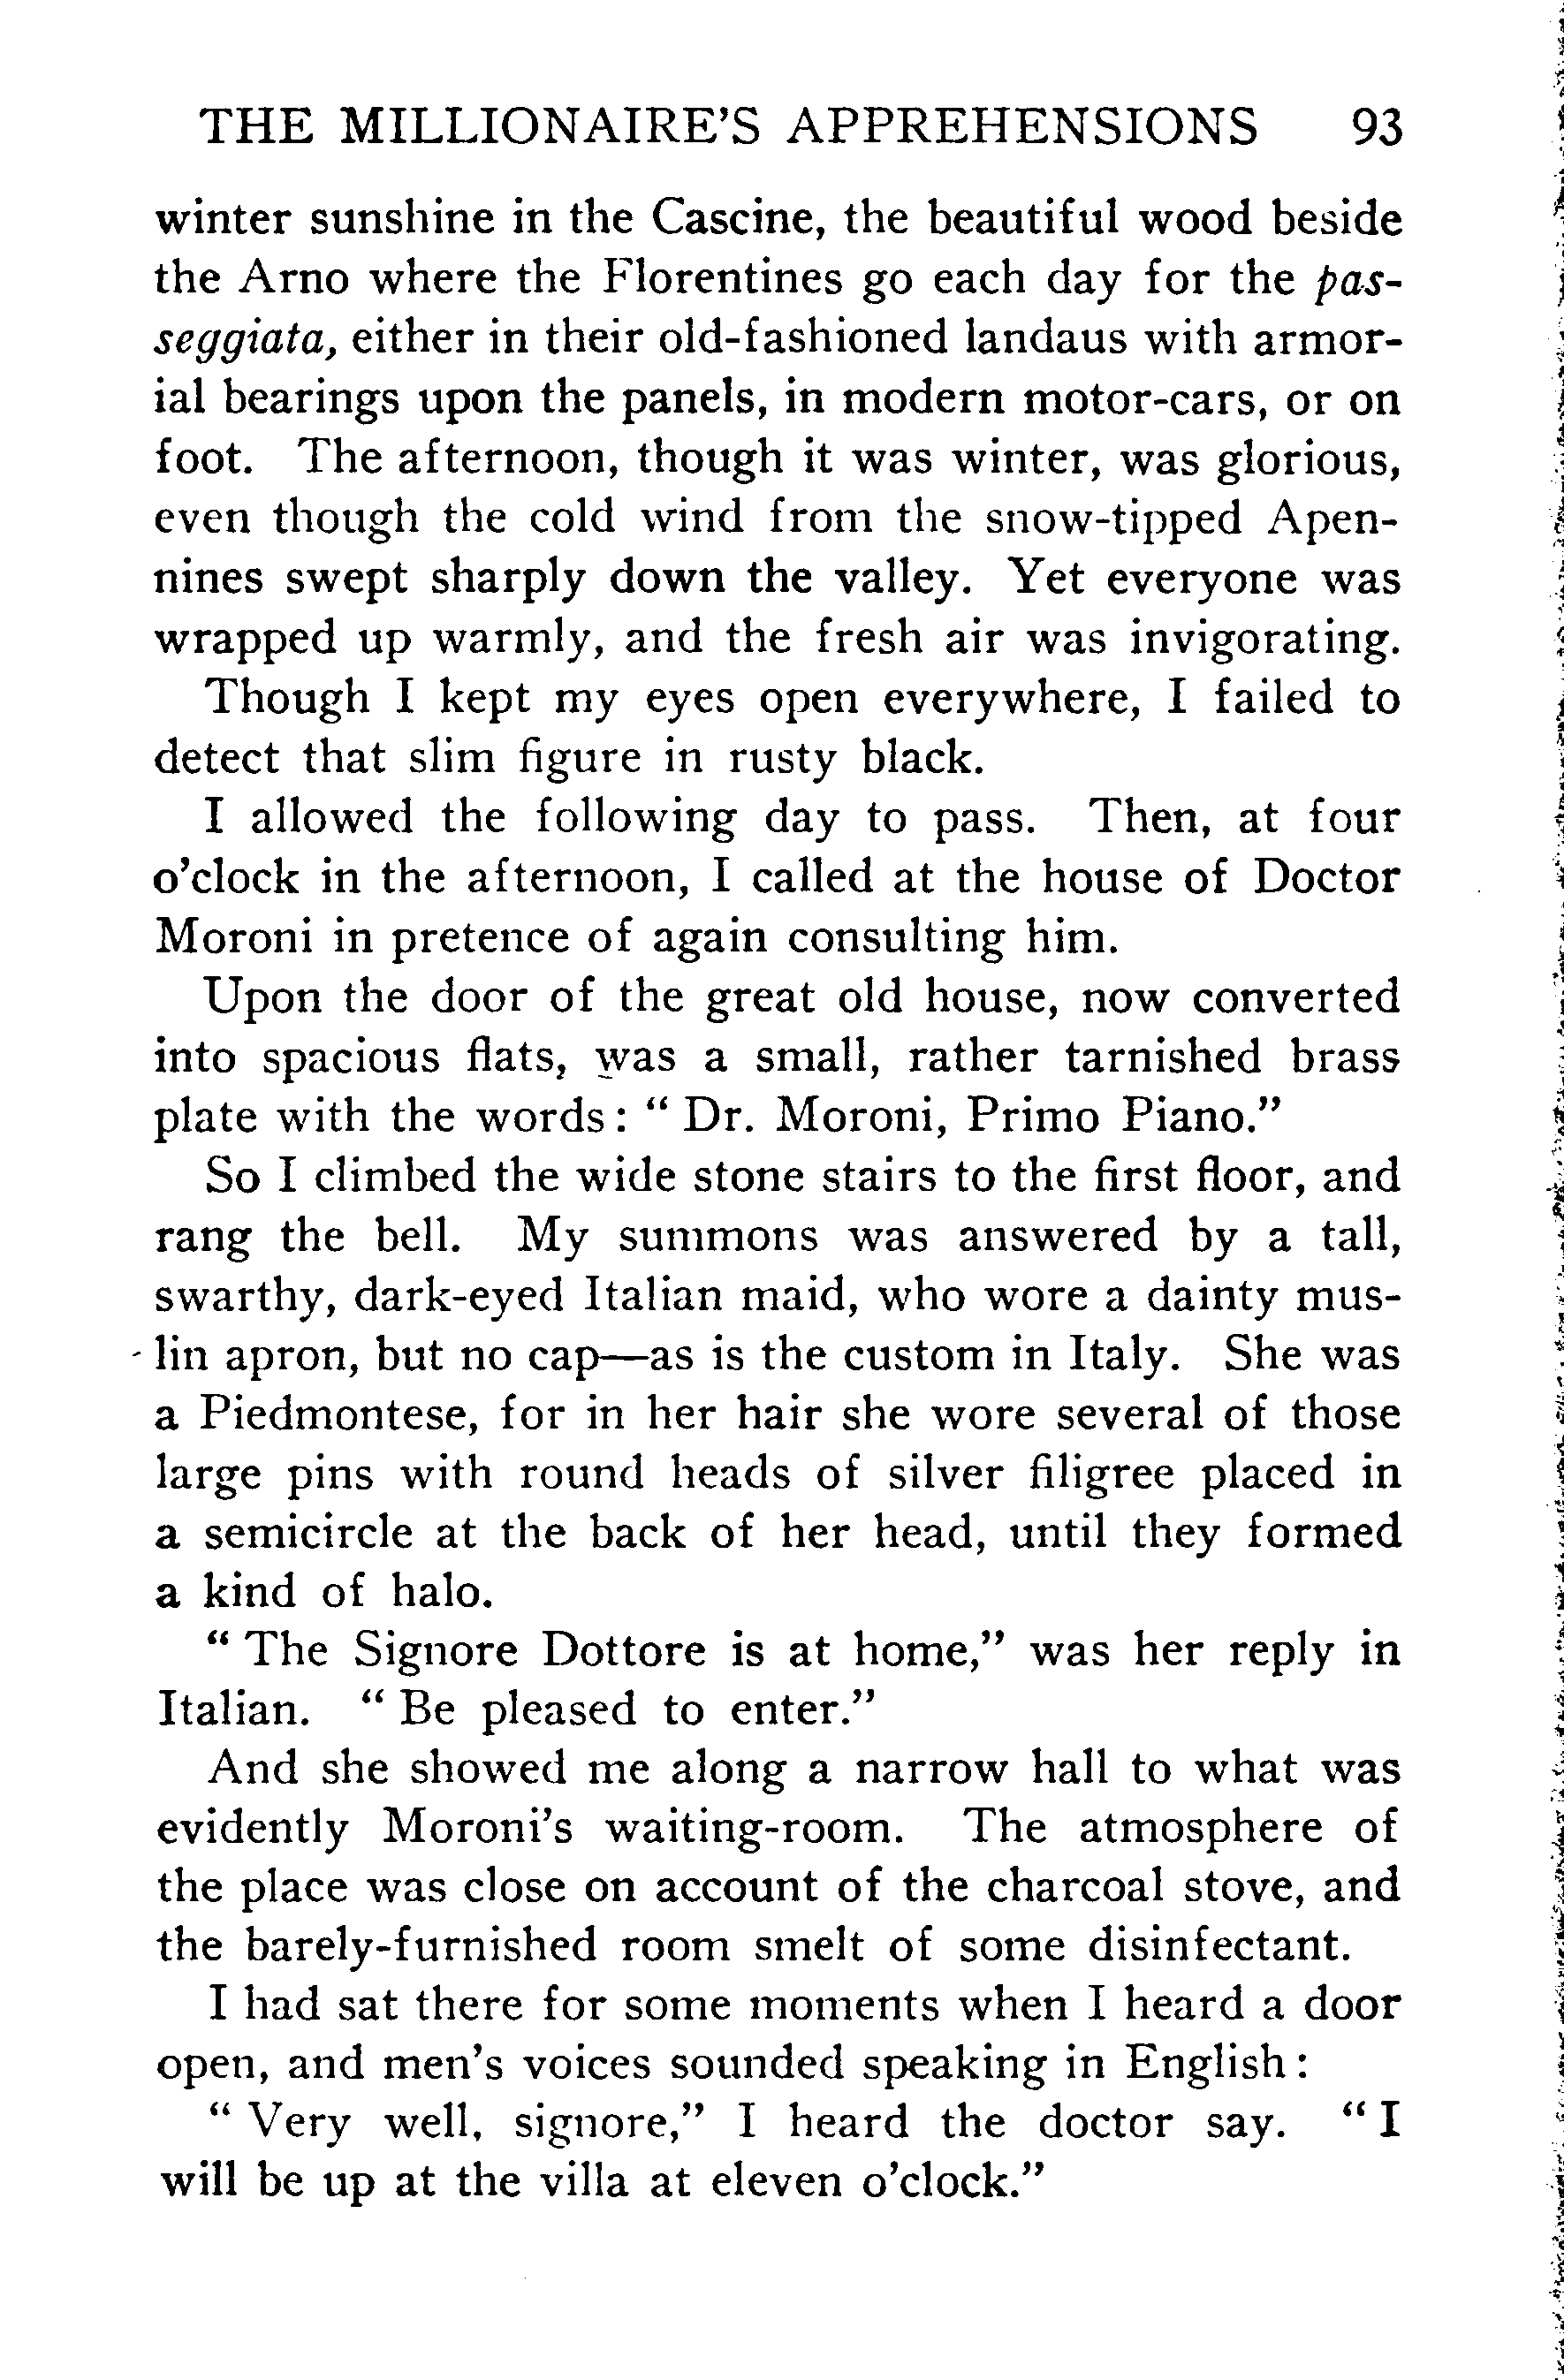 THE MILLIONAIRE'S APPREHENSIONS 93
winter sunshine in the Cascine, the beautiful wood beside
the Arno where the Florentines go each day for the pas-
seggiata, either in their old-fashioned landaus with armor-
ial bearings upon the panels, in modern motor-cars, or on
foot. The afternoon, though it was winter, was glorious,
even though the cold wind from the snow-tipped Apen-
nines swept sharply down the valley. Yet everyone was
wrapped up warmly, and the fresh air was invigorating.
Though I kept my eyes open everywhere, I failed to
detect that slim figure in rusty black.
I allowed the following day to pass. Then, at four
o'clock in the afternoon, I called at the house of Doctor
Moroni in pretence of again consulting him.
Upon the door of the great old house, now converted
into spacious flats, was a small, rather tarnished brass
plate with the words: "Dr. Moroni, Primo Piano."
So I climbed the wide stone stairs to the first floor, and
rang the bell. My summons was answered by a tall,
swarthy, dark-eyed Italian maid, who wore a dainty mus-
lin apron, but no cap—as is the custom in Italy. She was
a Piedmontese, for in her hair she wore several of those
large pins with round heads of silver filigree placed in
a semicircle at the back of her head, until they formed
a kind of halo.
"The Signore Dottore is at home," was her reply in
Italian. "Be pleased to enter."
And she showed me along a narrow hall to what was
evidently Moroni's waiting-room. The atmosphere of
the place was close on account of the charcoal stove, and
the barely-furnished room smelt of some disinfectant.
I had sat there for some moments when I heard a door
open, and men's voices sounded speaking in English:
"Very well, signore," I heard the doctor say. "I
will be up at the villa at eleven o'clock."